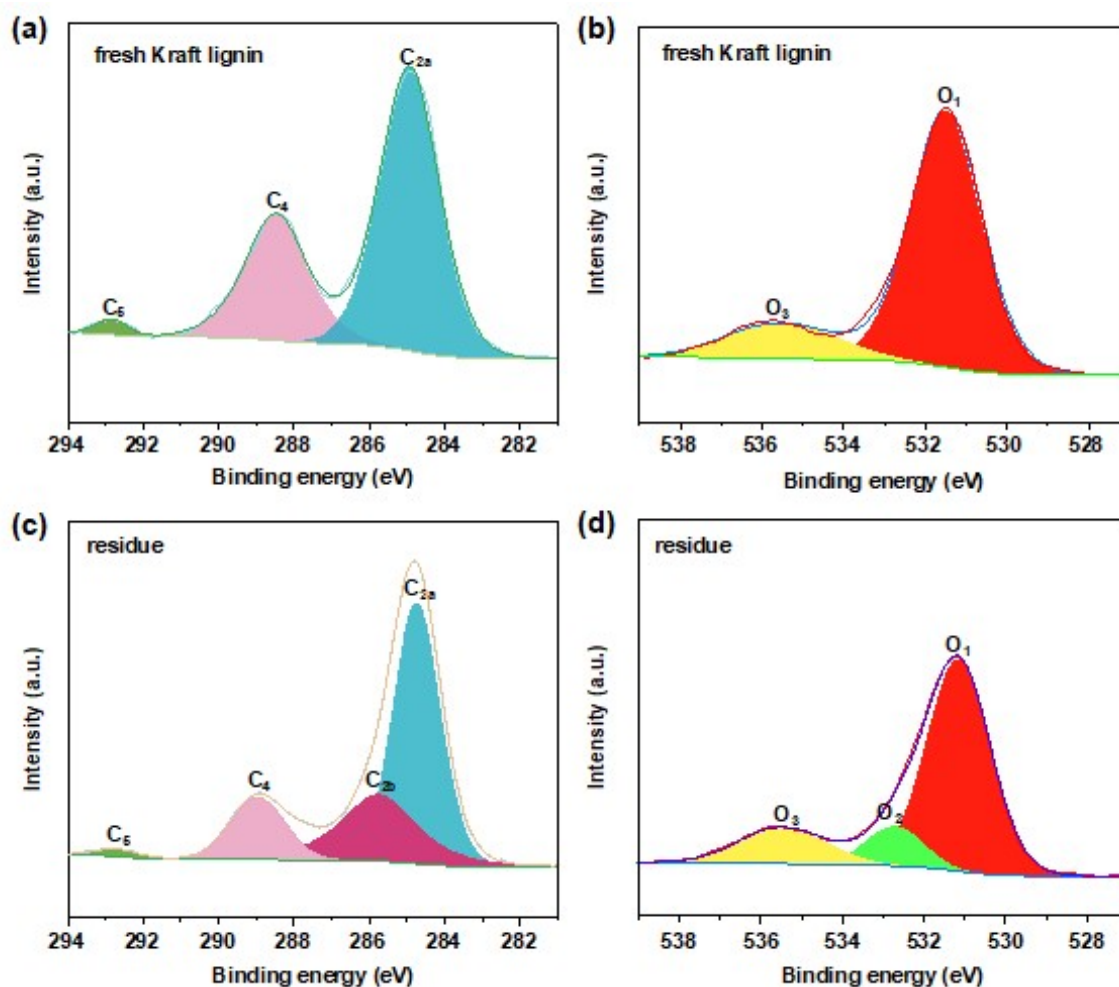 (a)
fresh Kraft lignin
C2a
C4
C5
Intensity (a.u.)
294 292 290 288 286 284 282
Binding energy (eV)
(b)
fresh Kraft lignin
O1
O3
Intensity (a.u.)
538 536 534 532 530 528
Binding energy (eV)
(c)
residue
C2a
C4
C2b
C5
Intensity (a.u.)
294 292 290 288 286 284 282
Binding energy (eV)
(d)
residue
O1
O2
O3
Intensity (a.u.)
538 536 534 532 530 528
Binding energy (eV)